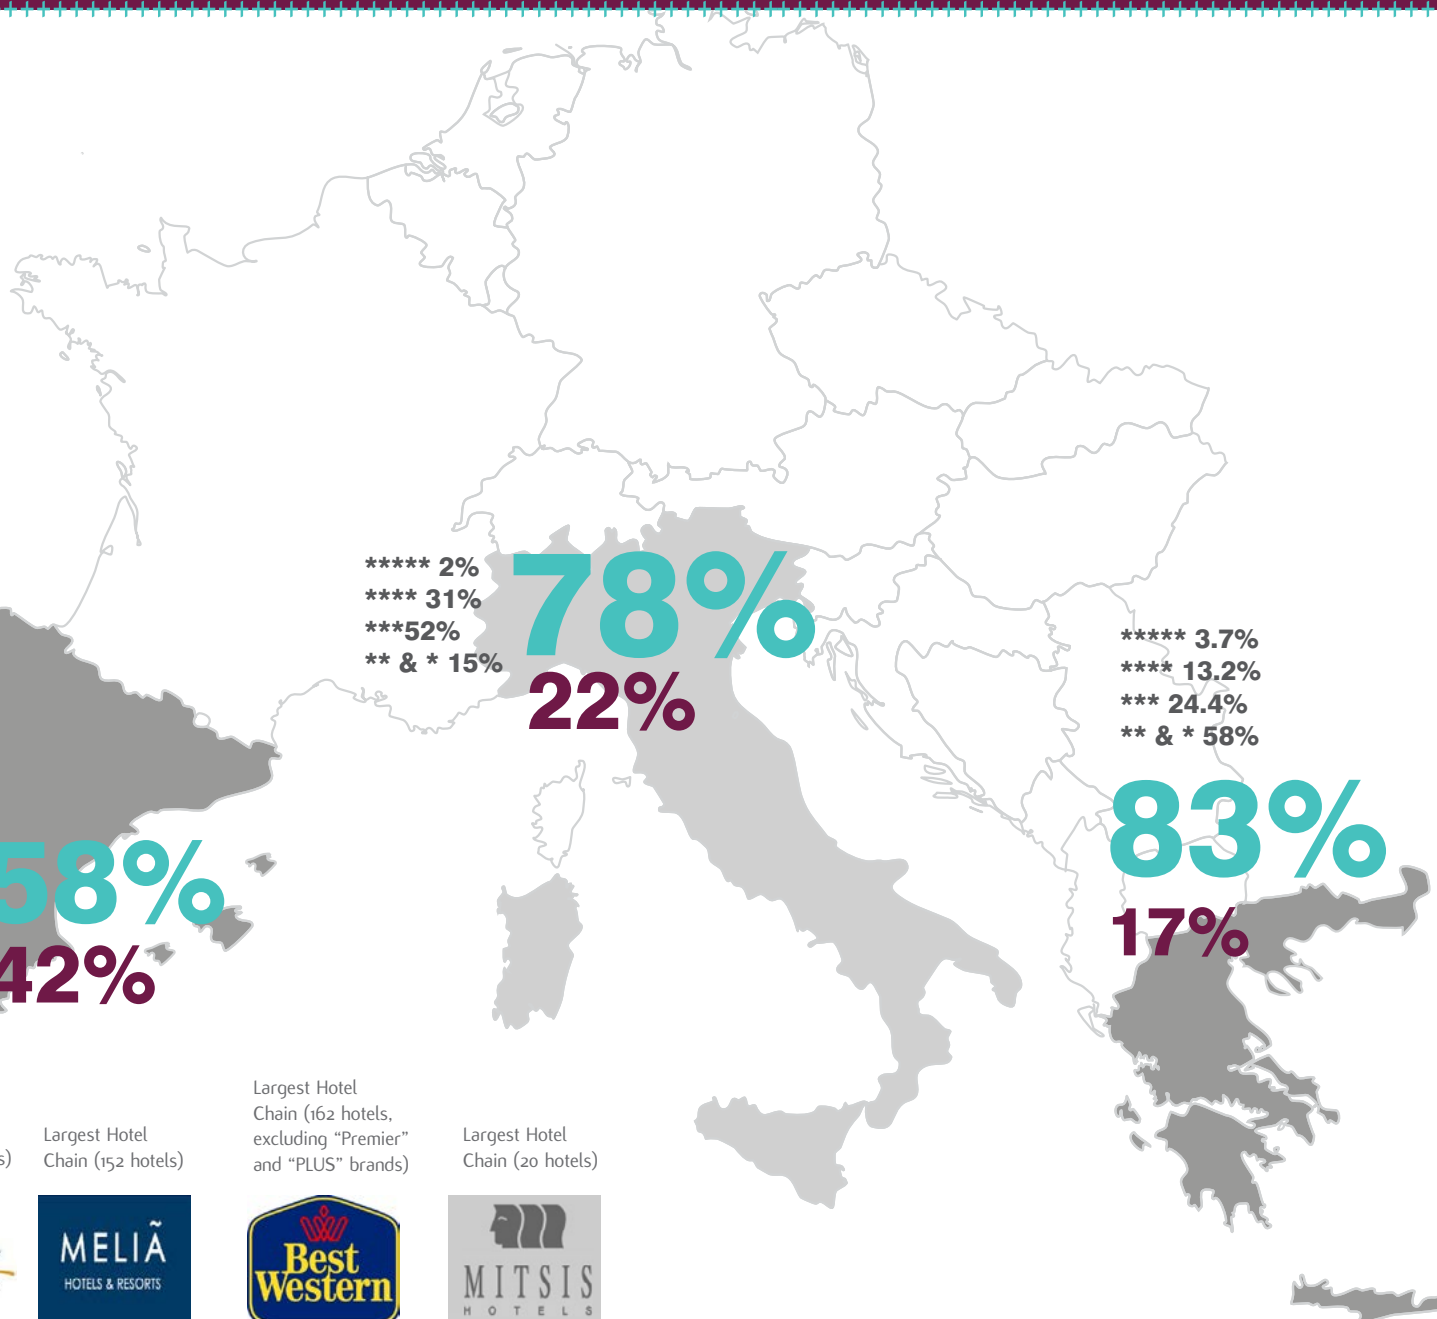 ***** 2%
**** 31%
***52%
** & * 15%
78%
22%
***** 3.7%
**** 13.2%
*** 24.4%
** & * 58%
83%
17%
58%
42%
s)
Largest Hotel
Chain (152 hotels)
MELIÃ
HOTELS & RESORTS
Largest Hotel
Chain (162 hotels,
excluding “Premier”
and “PLUS” brands)
Best
Western
Largest Hotel
Chain (20 hotels)
MITSIS
HOTELS